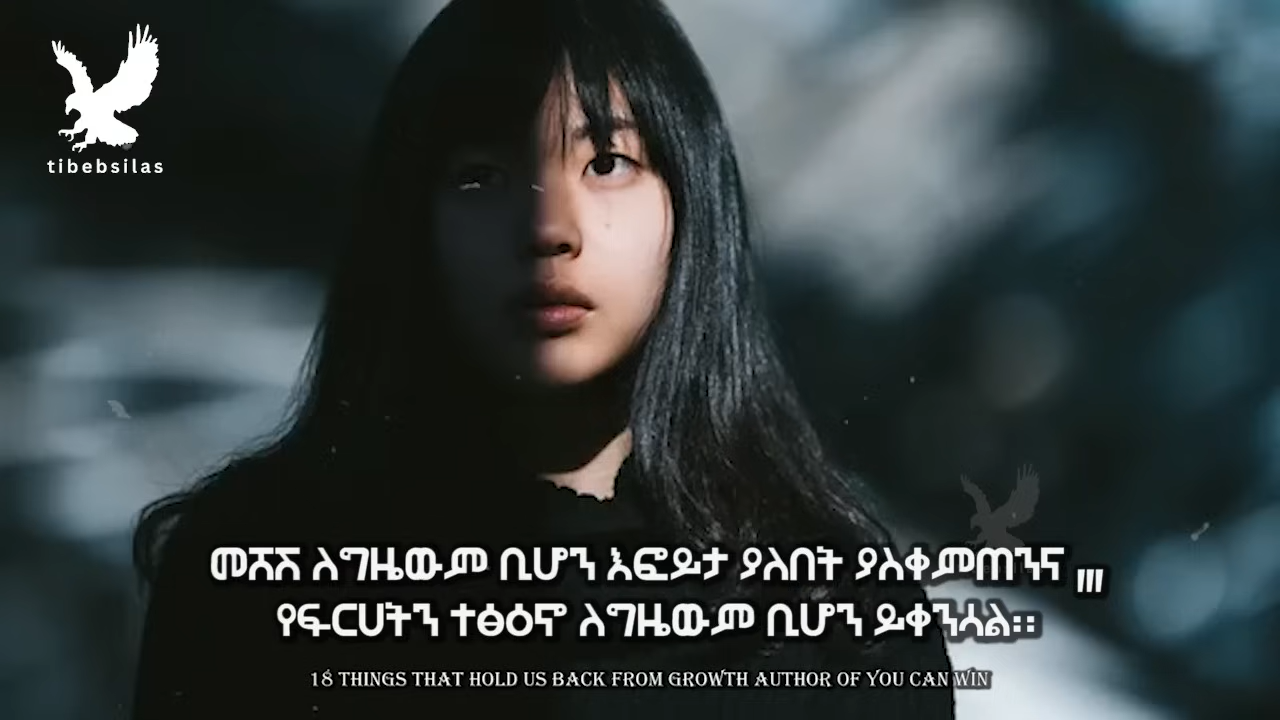 tibebsilas
መሸሽ ለግዜውም ቢሆን እፎይታ ያለበት ያስቀምጠንና ,,,
የፍርሀትን ተፅዕኖ ለግዜውም ቢሆን ይቀንሳል፡፡
18 THINGS THAT HOLD US BACK FROM GROWTH AUTHOR OF YOU CAN WIN